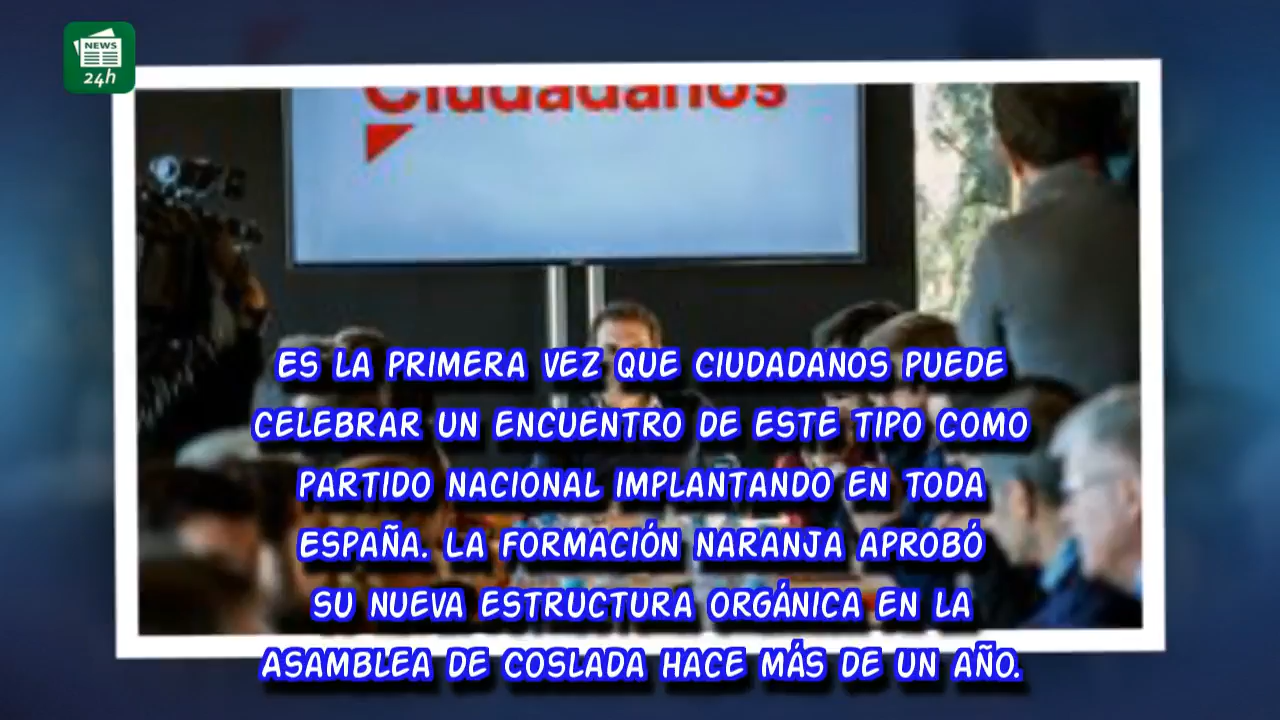 NEWS
24h
Ciudadanos
ES LA PRIMERA VEZ QUE CIUDADANOS PUEDE
CELEBRAR UN ENCUENTRO DE ESTE TIPO COMO
PARTIDO NACIONAL IMPLANTANDO EN TODA
ESPAÑA. LA FORMACIÓN NARANJA APROBÓ
SU NUEVA ESTRUCTURA ORGÁNICA EN LA
ASAMBLEA DE COSLADA HACE MÁS DE UN AÑO.